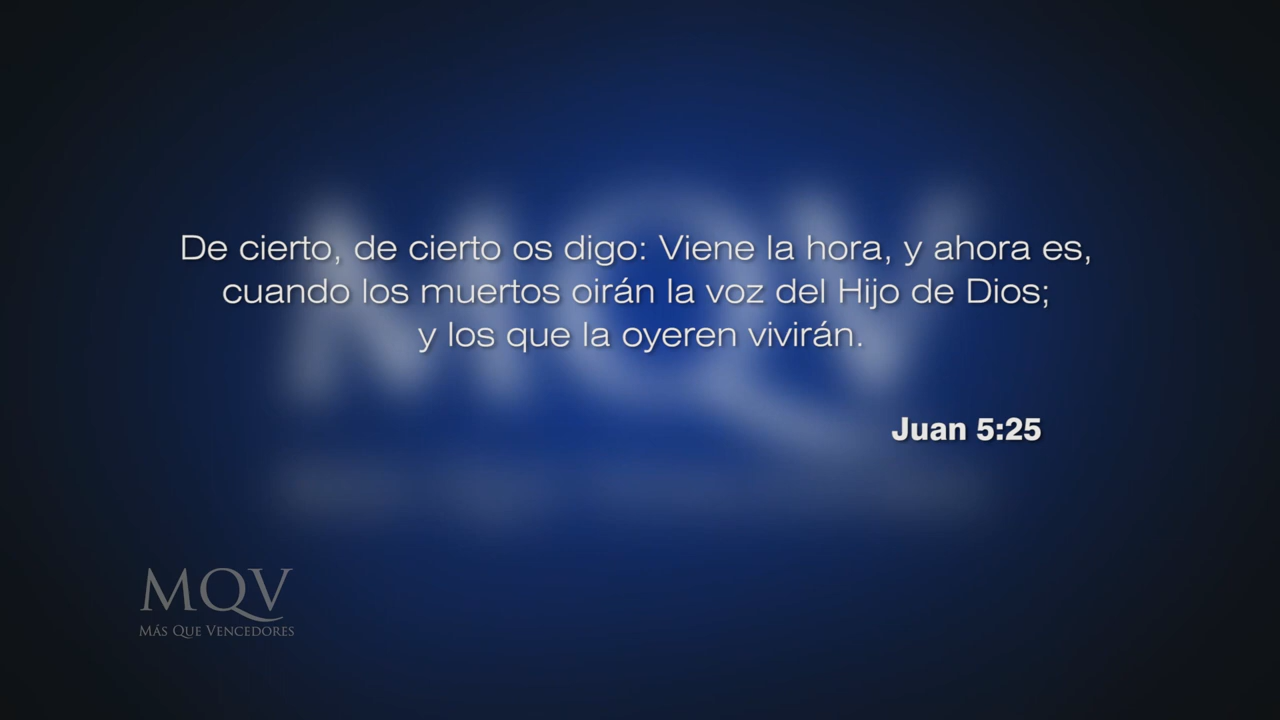 De cierto, de cierto os digo: Viene la hora, y ahora es,
cuando los muertos oirán la voz del Hijo de Dios;
y los que la oyeren vivirán.
Juan 5:25
MQV
MÁS QUE VENCEDORES